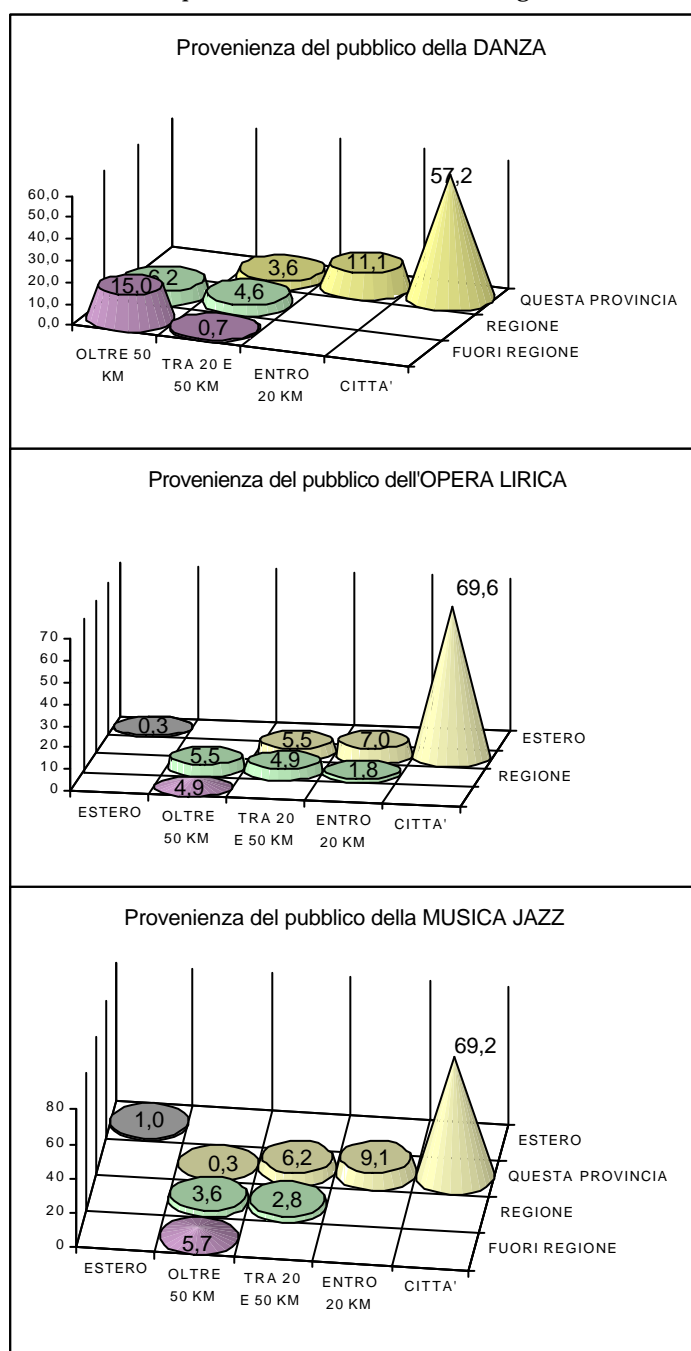 Provenienza del pubblico della DANZA
57,2
60,0
50,0
40,0
30,0
20,0
10,0
0,0
15,0
6,2
3,6
11,1
4,6
0,7
QUESTA PROVINCIA
REGIONE
FUORI REGIONE
OLTRE 50
KM
TRA 20 E
50 KM
ENTRO
20 KM
CITTA'
Provenienza del pubblico dell'OPERA LIRICA
69,6
70
60
50
40
30
20
10
0
0,3
5,5
7,0
5,5
4,9
1,8
4,9
ESTERO
REGIONE
ESTERO
OLTRE
50 KM
TRA 20
E 50 KM
ENTRO
20 KM
CITTA'
Provenienza del pubblico della MUSICA JAZZ
69,2
80
60
40
20
0
1,0
0,3
6,2
9,1
3,6
2,8
5,7
ESTERO
QUESTA PROVINCIA
REGIONE
FUORI REGIONE
ESTERO
OLTRE
50 KM
TRA 20
E 50 KM
ENTRO
20 KM
CITTA'